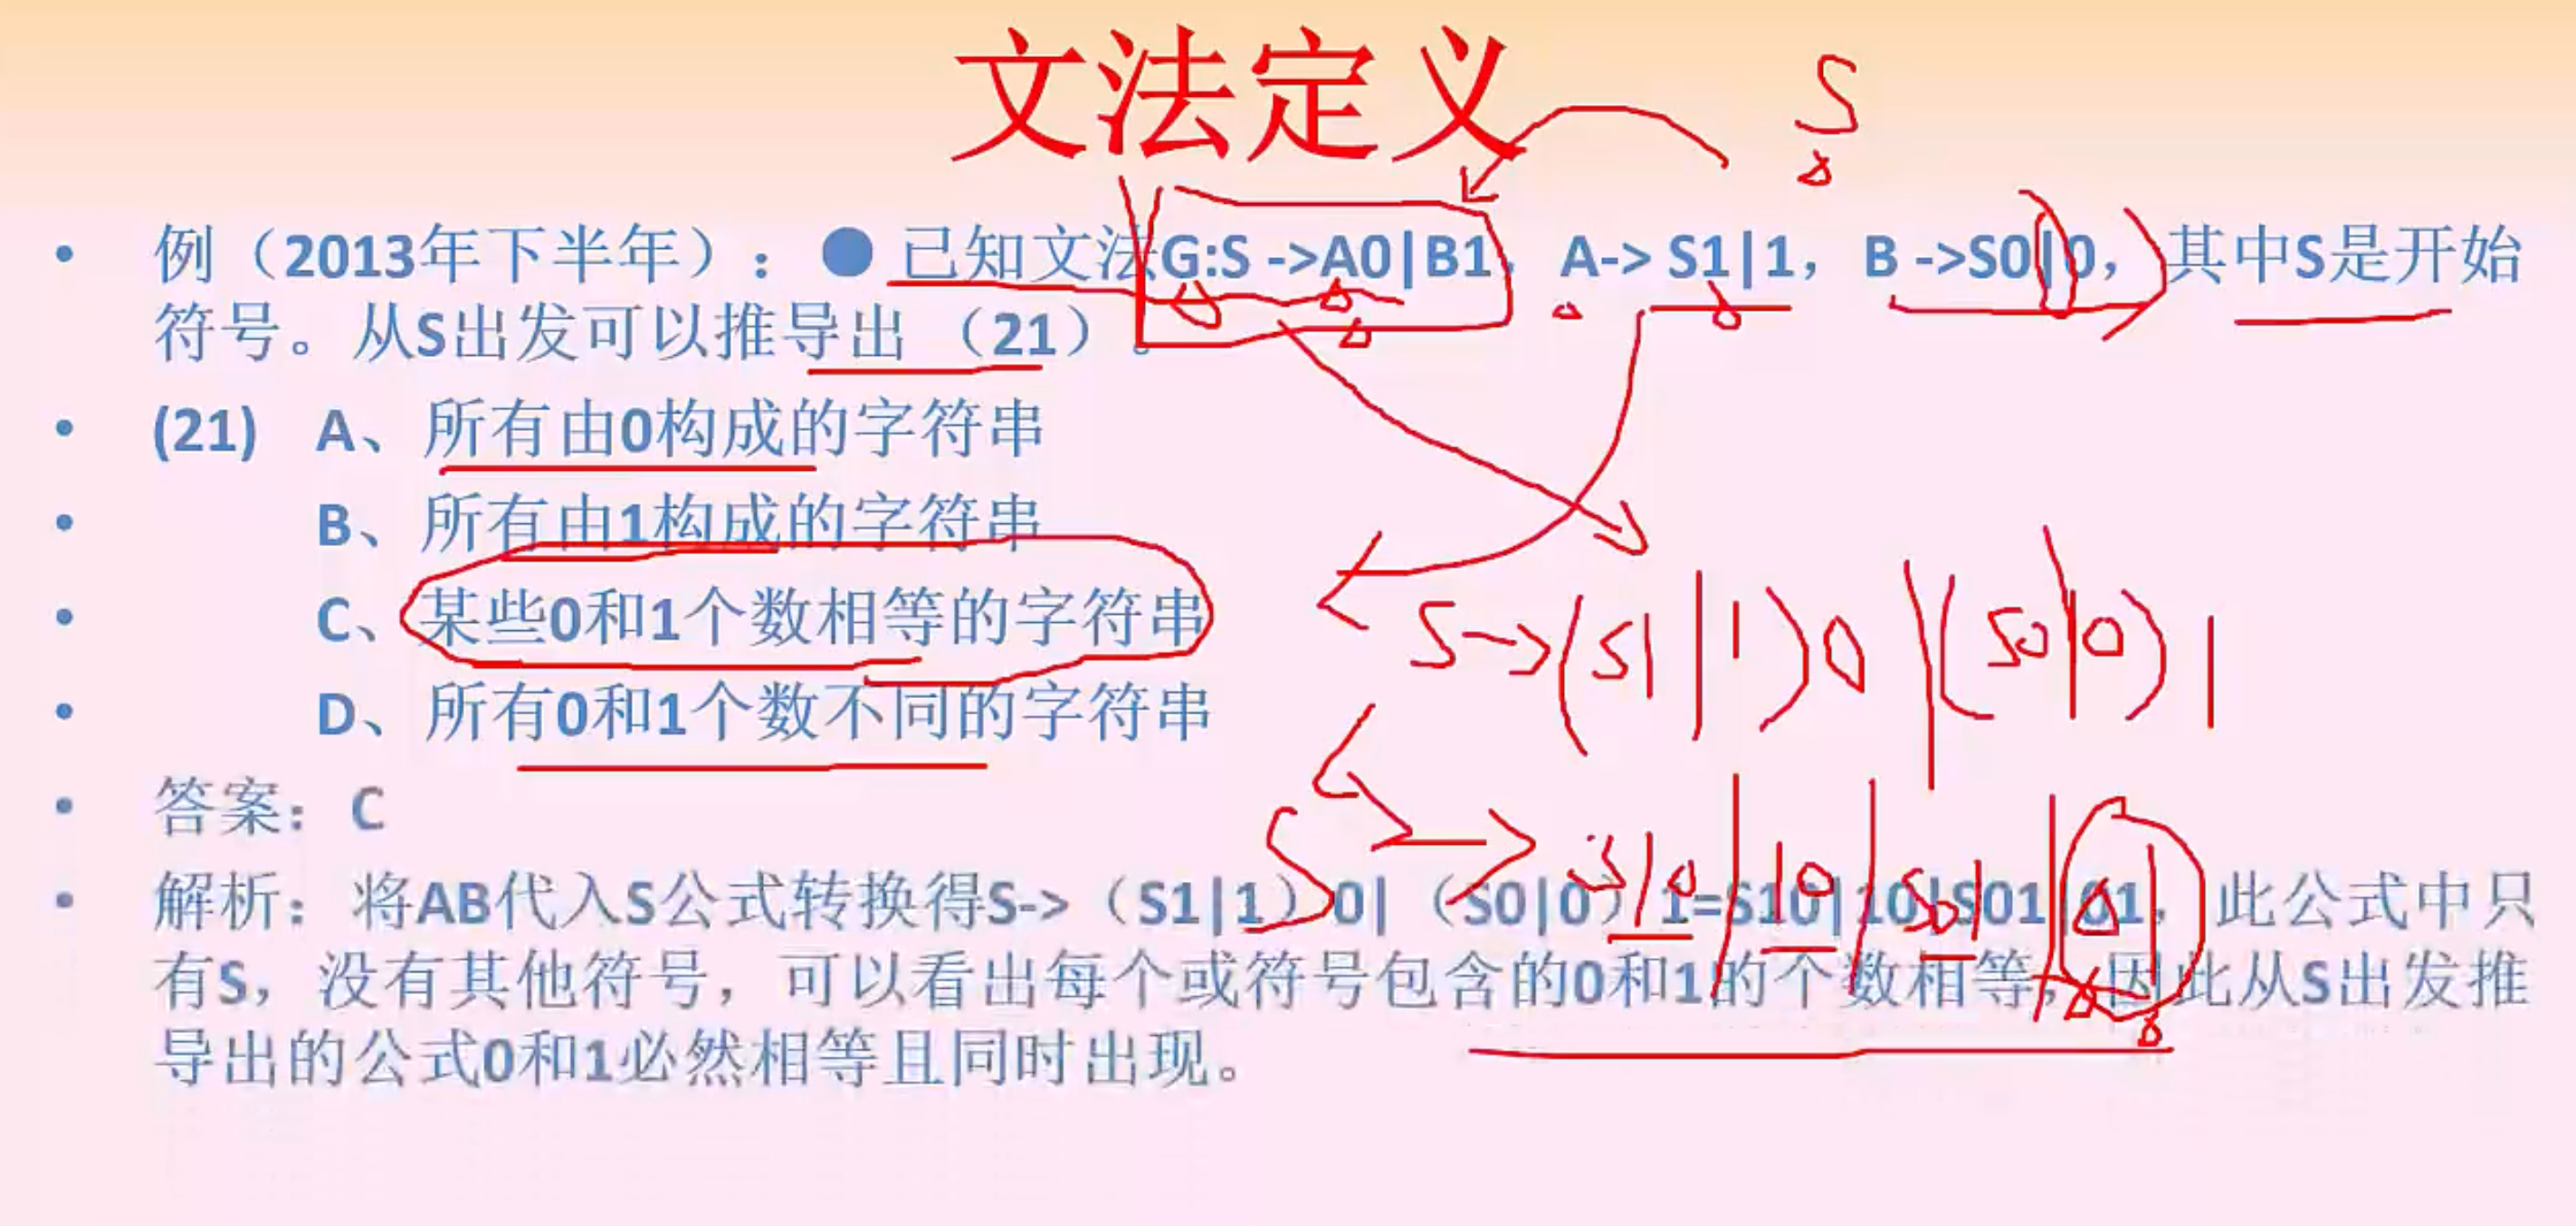 文法定义
S
• 例（2013年下半年）：● 已知文法G:S ->A0|B1， A-> S1|1， B ->S0|0， 其中S是开始
符号。从S出发可以推导出 （21）。
• (21) A、所有由0构成的字符串
• B、所有由1构成的字符串
• C、某些0和1个数相等的字符串
S->(S1|1)0|(S0|0)1
• D、所有0和1个数不同的字符串
• 答案：C
S->S10|10|S01|01
• 解析：将AB代入S公式转换得S->（S1|1）0|（S0|0）1=S10|10|S01|01，此公式中只
有S，没有其他符号，可以看出每个或符号包含的0和1的个数相等，因此从S出发推
导出的公式0和1必然相等且同时出现。